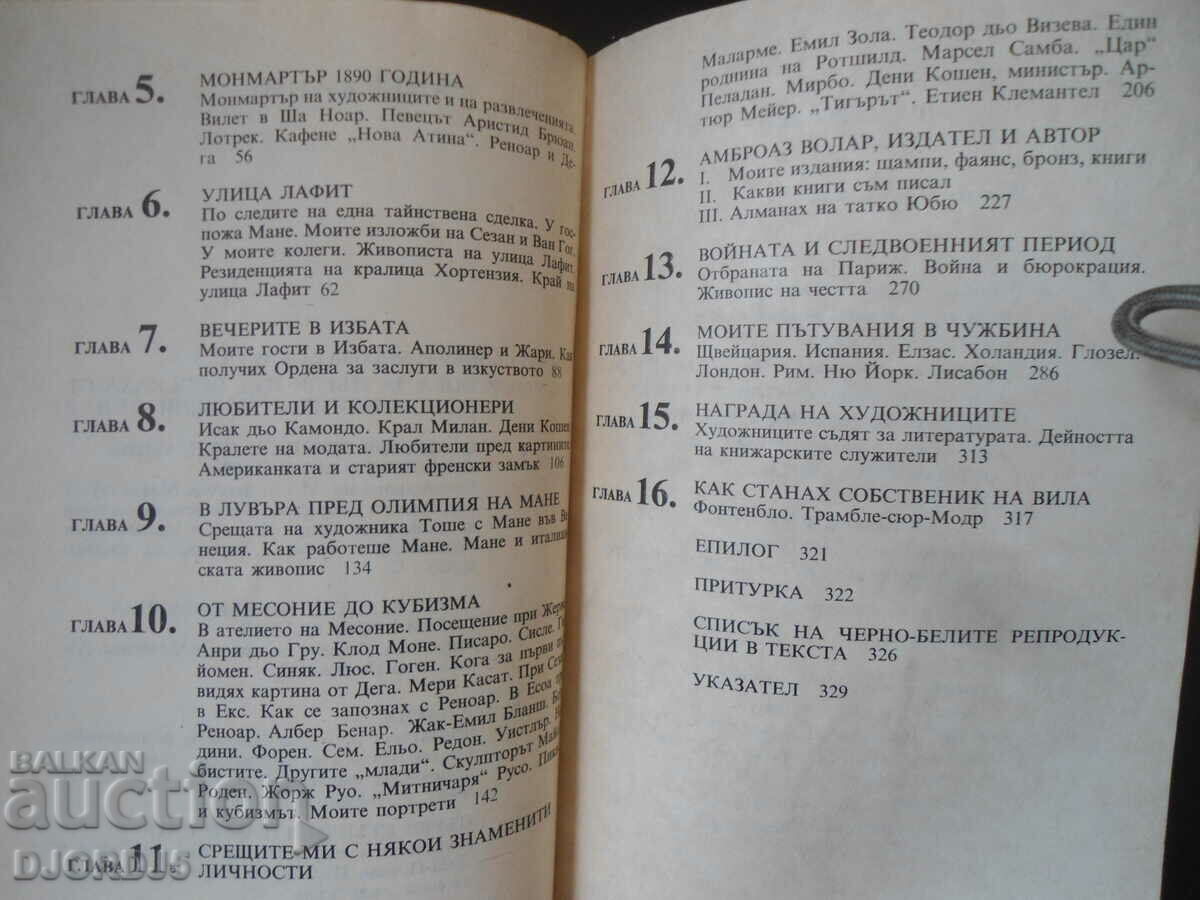 ГЛАВА 5. МОНМАРТЪР 1890 ГОДИНА
Монмартър на художниците и на развлеченията.
Вилет в Ша Ноар. Певецът Аристид Брюан.
Лотрек. Кафене „Нова Атина“. Реноар и Де-
га 56
ГЛАВА 6. УЛИЦА ЛАФИТ
По следите на една тайнствена сделка. У гос-
пожа Мане. Моите изложби на Сезан и Ван Гог.
У моите колеги. Живописта на улица Лафит.
Резиденцията на кралица Хортензия. Край на
улица Лафит 62
ГЛАВА 7. ВЕЧЕРИТЕ В ИЗБАТА
Моите гости в Избата. Аполинер и Жари. Как
получих Ордена за заслуги в изкуството 88
ГЛАВА 8. ЛЮБИТЕЛИ И КОЛЕКЦИОНЕРИ
Исак дьо Камондо. Крал Милан. Дени Кошен
Кралете на модата. Любители пред картините
Американката и старият френски замък 106
ГЛАВА 9. В ЛУВЪРА ПРЕД ОЛИМПИЯ НА МАНЕ
Срещата на художника Тоше с Мане във Ве-
неция. Как работеше Мане. Мане и италиан-
ската живопис 134
ГЛАВА 10. ОТ МЕСОНИЕ ДО КУБИЗМА
В ателието на Месоние. Посещение при
Анри дьо Гру. Клод Моне. Писаро. Сисле.
йомен. Синяк. Люс. Гоген. Кога за първи
видях картина от Дега. Мери Касат. При
в Екс. Как се запознах с Реноар. В Есоа
Реноар. Албер Бенар. Жак-Емил Бланш.
дини. Форен. Сем. Ельо. Редон. Уистлър.
бистите. Другите „млади“. Скулпторът
Роден. Жорж Руо. „Митничаря“ Русо.
и кубизмът. Моите портрети 142
ГЛАВА 11. СРЕЩИТЕ МИ С НЯКОИ ЗНАМЕНИТИ
ЛИЧНОСТИ
Маларме. Емил Зола. Теодор дьо Визева. Един
роднина на Ротшилд. Марсел Самба. „Цар“
Пеладан. Мирбо. Дени Кошен, министър. Ар-
тюр Мейер. „Тигърът“. Етиен Клемантел 206
ГЛАВА 12. АМБРОАЗ ВОЛАР, ИЗДАТЕЛ И АВТОР
I. Моите издания: щампи, фаянс, бронз, книги
II. Какви книги съм писал
III. Алманах на татко Юбю 227
ГЛАВА 13. ВОЙНАТА И СЛЕДВОЕННИЯТ ПЕРИОД
Отбраната на Париж. Война и бюрокрация.
Живопис на честта 270
ГЛАВА 14. МОИТЕ ПЪТУВАНИЯ В ЧУЖБИНА
Щвейцария. Испания. Елзас. Холандия. Глозел.
Лондон. Рим. Ню Йорк. Лисабон 286
ГЛАВА 15. НАГРАДА НА ХУДОЖНИЦИТЕ
Художниците съдят за литературата. Дейността
на книжарските служители 313
ГЛАВА 16. КАК СТАНАХ СОБСТВЕНИК НА ВИЛА
Фонтенбло. Трамбле-сюр-Модр 317
ЕПИЛОГ 321
ПРИТУРКА 322
СПИСЪК НА ЧЕРНО-БЕЛИТЕ РЕПРОДУК-
ЦИИ В ТЕКСТА 326
УКАЗАТЕЛ 329
BALKAN
auction
DJORDJ5